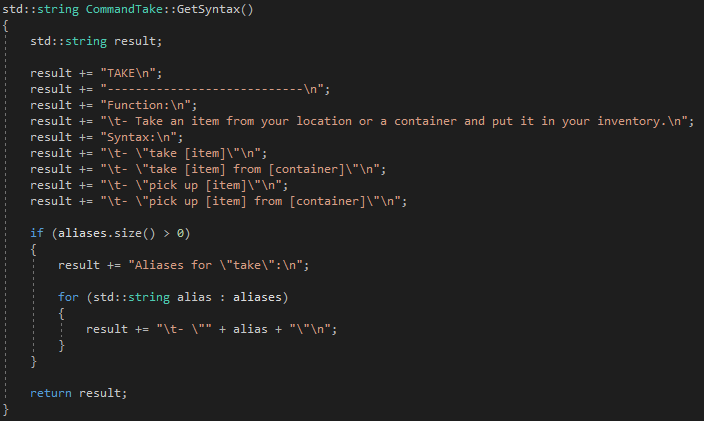 std::string CommandTake::GetSyntax()
{
    std::string result;

    result += "TAKE\n";
    result += "----------------------------\n";
    result += "Function:\n";
    result += "\t- Take an item from your location or a container and put it in your inventory.\n";
    result += "Syntax:\n";
    result += "\t- \"take [item]\"\n";
    result += "\t- \"take [item] from [container]\"\n";
    result += "\t- \"pick up [item]\"\n";
    result += "\t- \"pick up [item] from [container]\"\n";

    if (aliases.size() > 0)
    {
        result += "Aliases for \"take\":\n";

        for (std::string alias : aliases)
        {
            result += "\t- \"" + alias + "\"\n";
        }
    }

    return result;
}